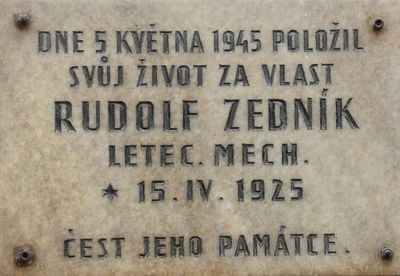 DNE 5 KVĚTNA 1945 POLOŽIL
SVŮJ ŽIVOT ZA VLAST
RUDOLF ZEDNÍK
LETEC. MECH.
★ 15. IV. 1925
ČEST JEHO PAMÁTCE.